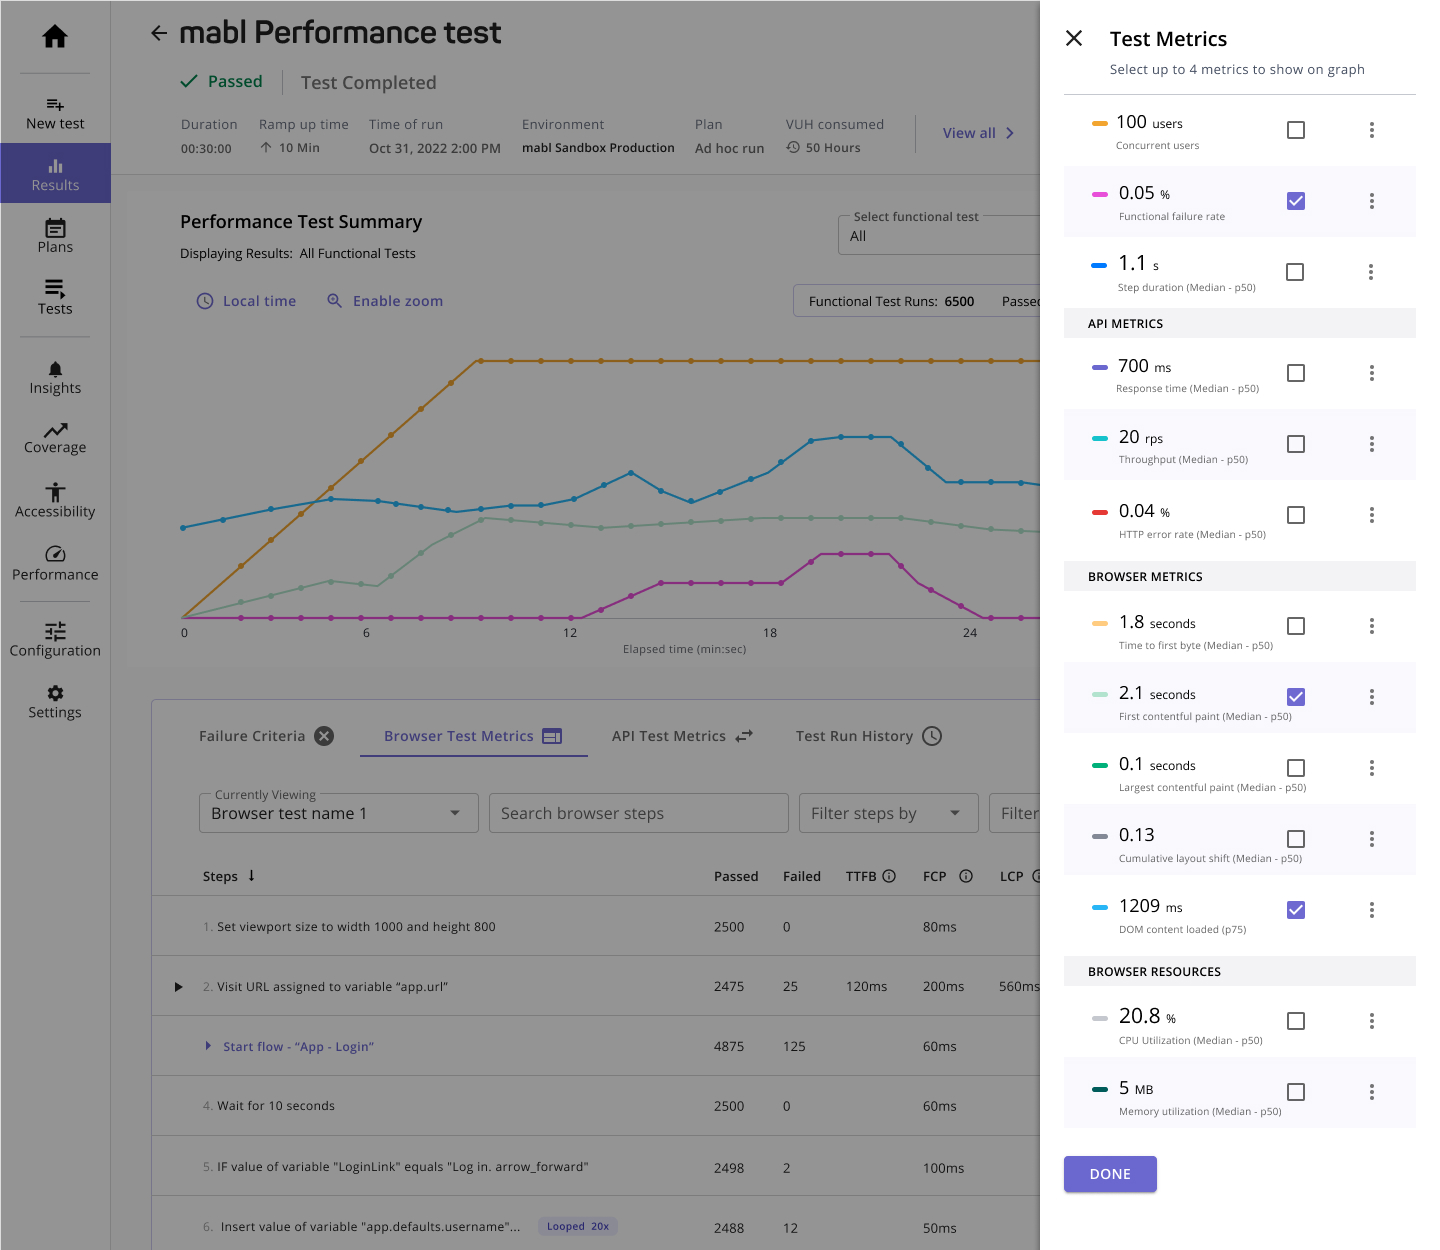 mabl Performance test
Passed
Test Completed
Duration
00:30:00
Ramp up time
10 Min
Time of run
Oct 31, 2022 2:00 PM
Environment
mabl Sandbox Production
Plan
Ad hoc run
VUH consumed
50 Hours
View all
New test
Results
Plans
Tests
Insights
Coverage
Accessibility
Performance
Configuration
Settings
Performance Test Summary
Displaying Results: All Functional Tests
Select functional test
All
Local time
Enable zoom
Functional Test Runs: 6500 Passed
0 6 12 18 24
Elapsed time (min:sec)
Failure Criteria
Browser Test Metrics
API Test Metrics
Test Run History
Currently Viewing
Browser test name 1
Search browser steps
Filter steps by
Filter
Steps Passed Failed TTFB FCP LCP
1. Set viewport size to width 1000 and height 800 2500 0 80ms
2. Visit URL assigned to variable “app.url” 2475 25 120ms 200ms 560ms
Start flow - “App - Login” 4875 125 60ms
4. Wait for 10 seconds 2500 0 60ms
5. IF value of variable "LoginLink" equals "Log in. arrow_forward" 2498 2 100ms
6. Insert value of variable "app.defaults.username"... Looped 20x 2488 12 50ms
Test Metrics
Select up to 4 metrics to show on graph
100 users
Concurrent users
0.05 %
Functional failure rate
1.1 s
Step duration (Median - p50)
API METRICS
700 ms
Response time (Median - p50)
20 rps
Throughput (Median - p50)
0.04 %
HTTP error rate (Median - p50)
BROWSER METRICS
1.8 seconds
Time to first byte (Median - p50)
2.1 seconds
First contentful paint (Median - p50)
0.1 seconds
Largest contentful paint (Median - p50)
0.13
Cumulative layout shift (Median - p50)
1209 ms
DOM content loaded (p75)
BROWSER RESOURCES
20.8 %
CPU Utilization (Median - p50)
5 MB
Memory utilization (Median - p50)
DONE